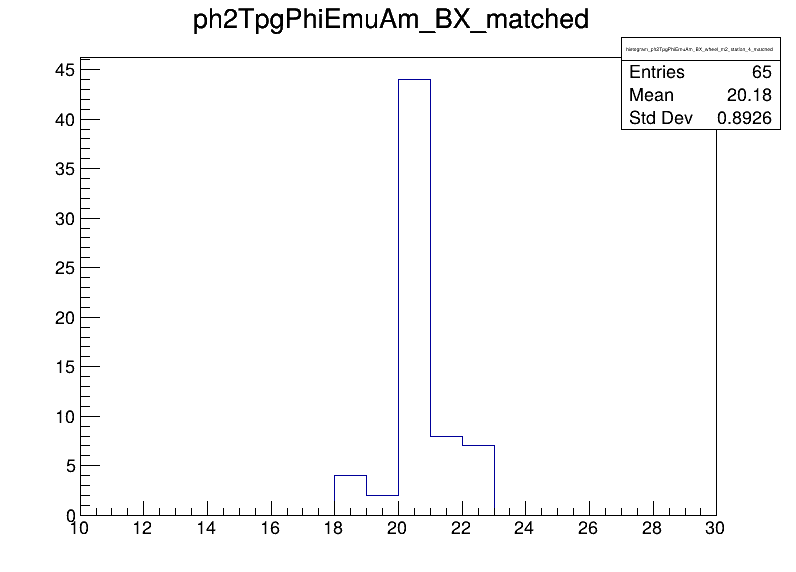 ph2TpgPhiEmuAm_BX_matched
histogram_ph2TpgPhiEmuAm_BX_wheel_m2_station_4_matched
Entries 65
Mean 20.18
Std Dev 0.8926
45
40
35
30
25
20
15
10
5
0
10 12 14 16 18 20 22 24 26 28 30